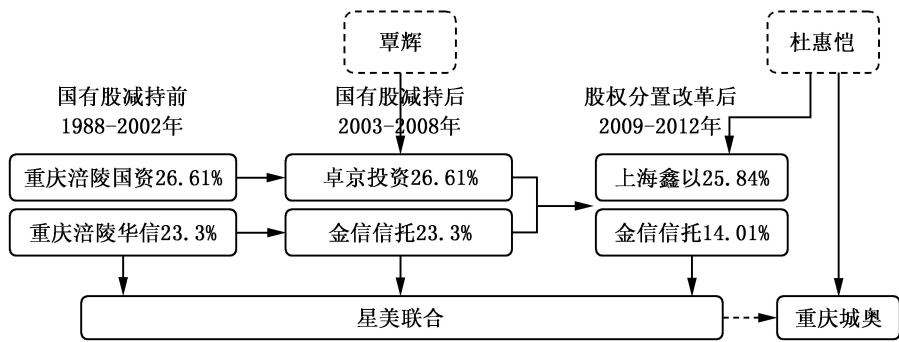 覃辉
杜惠恺
国有股减持前
1988-2002年
国有股减持后
2003-2008年
股权分置改革后
2009-2012年
重庆涪陵国资26.61%
卓京投资26.61%
上海鑫以25.84%
重庆涪陵华信23.3%
金信信托23.3%
金信信托14.01%
星美联合
重庆城奥